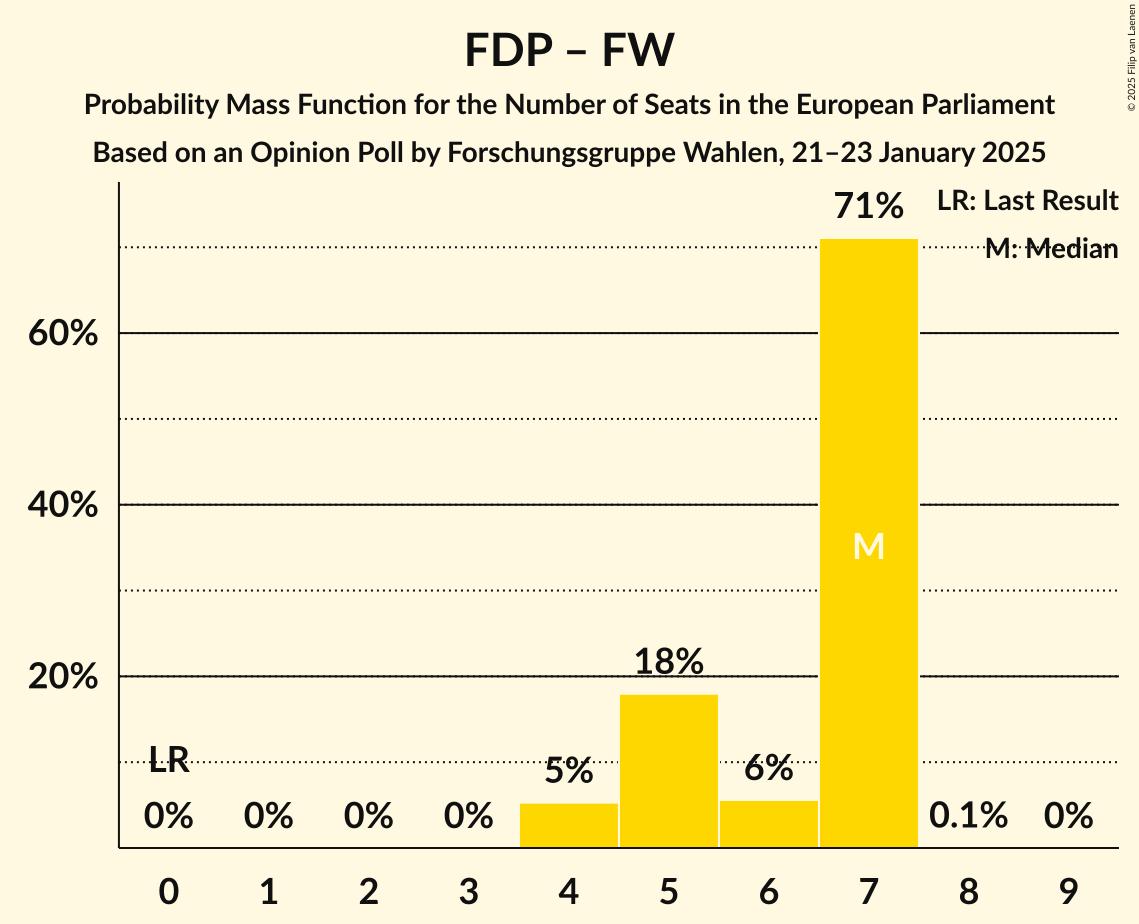 FDP – FW
Probability Mass Function for the Number of Seats in the European Parliament
Based on an Opinion Poll by Forschungsgruppe Wahlen, 21–23 January 2025
© 2025 Filip van Laenen
LR: Last Result
M: Median
71%
60%
40%
M
20%
18%
LR
5%
6%
0%
0%
0%
0%
0.1%
0%
0 1 2 3 4 5 6 7 8 9